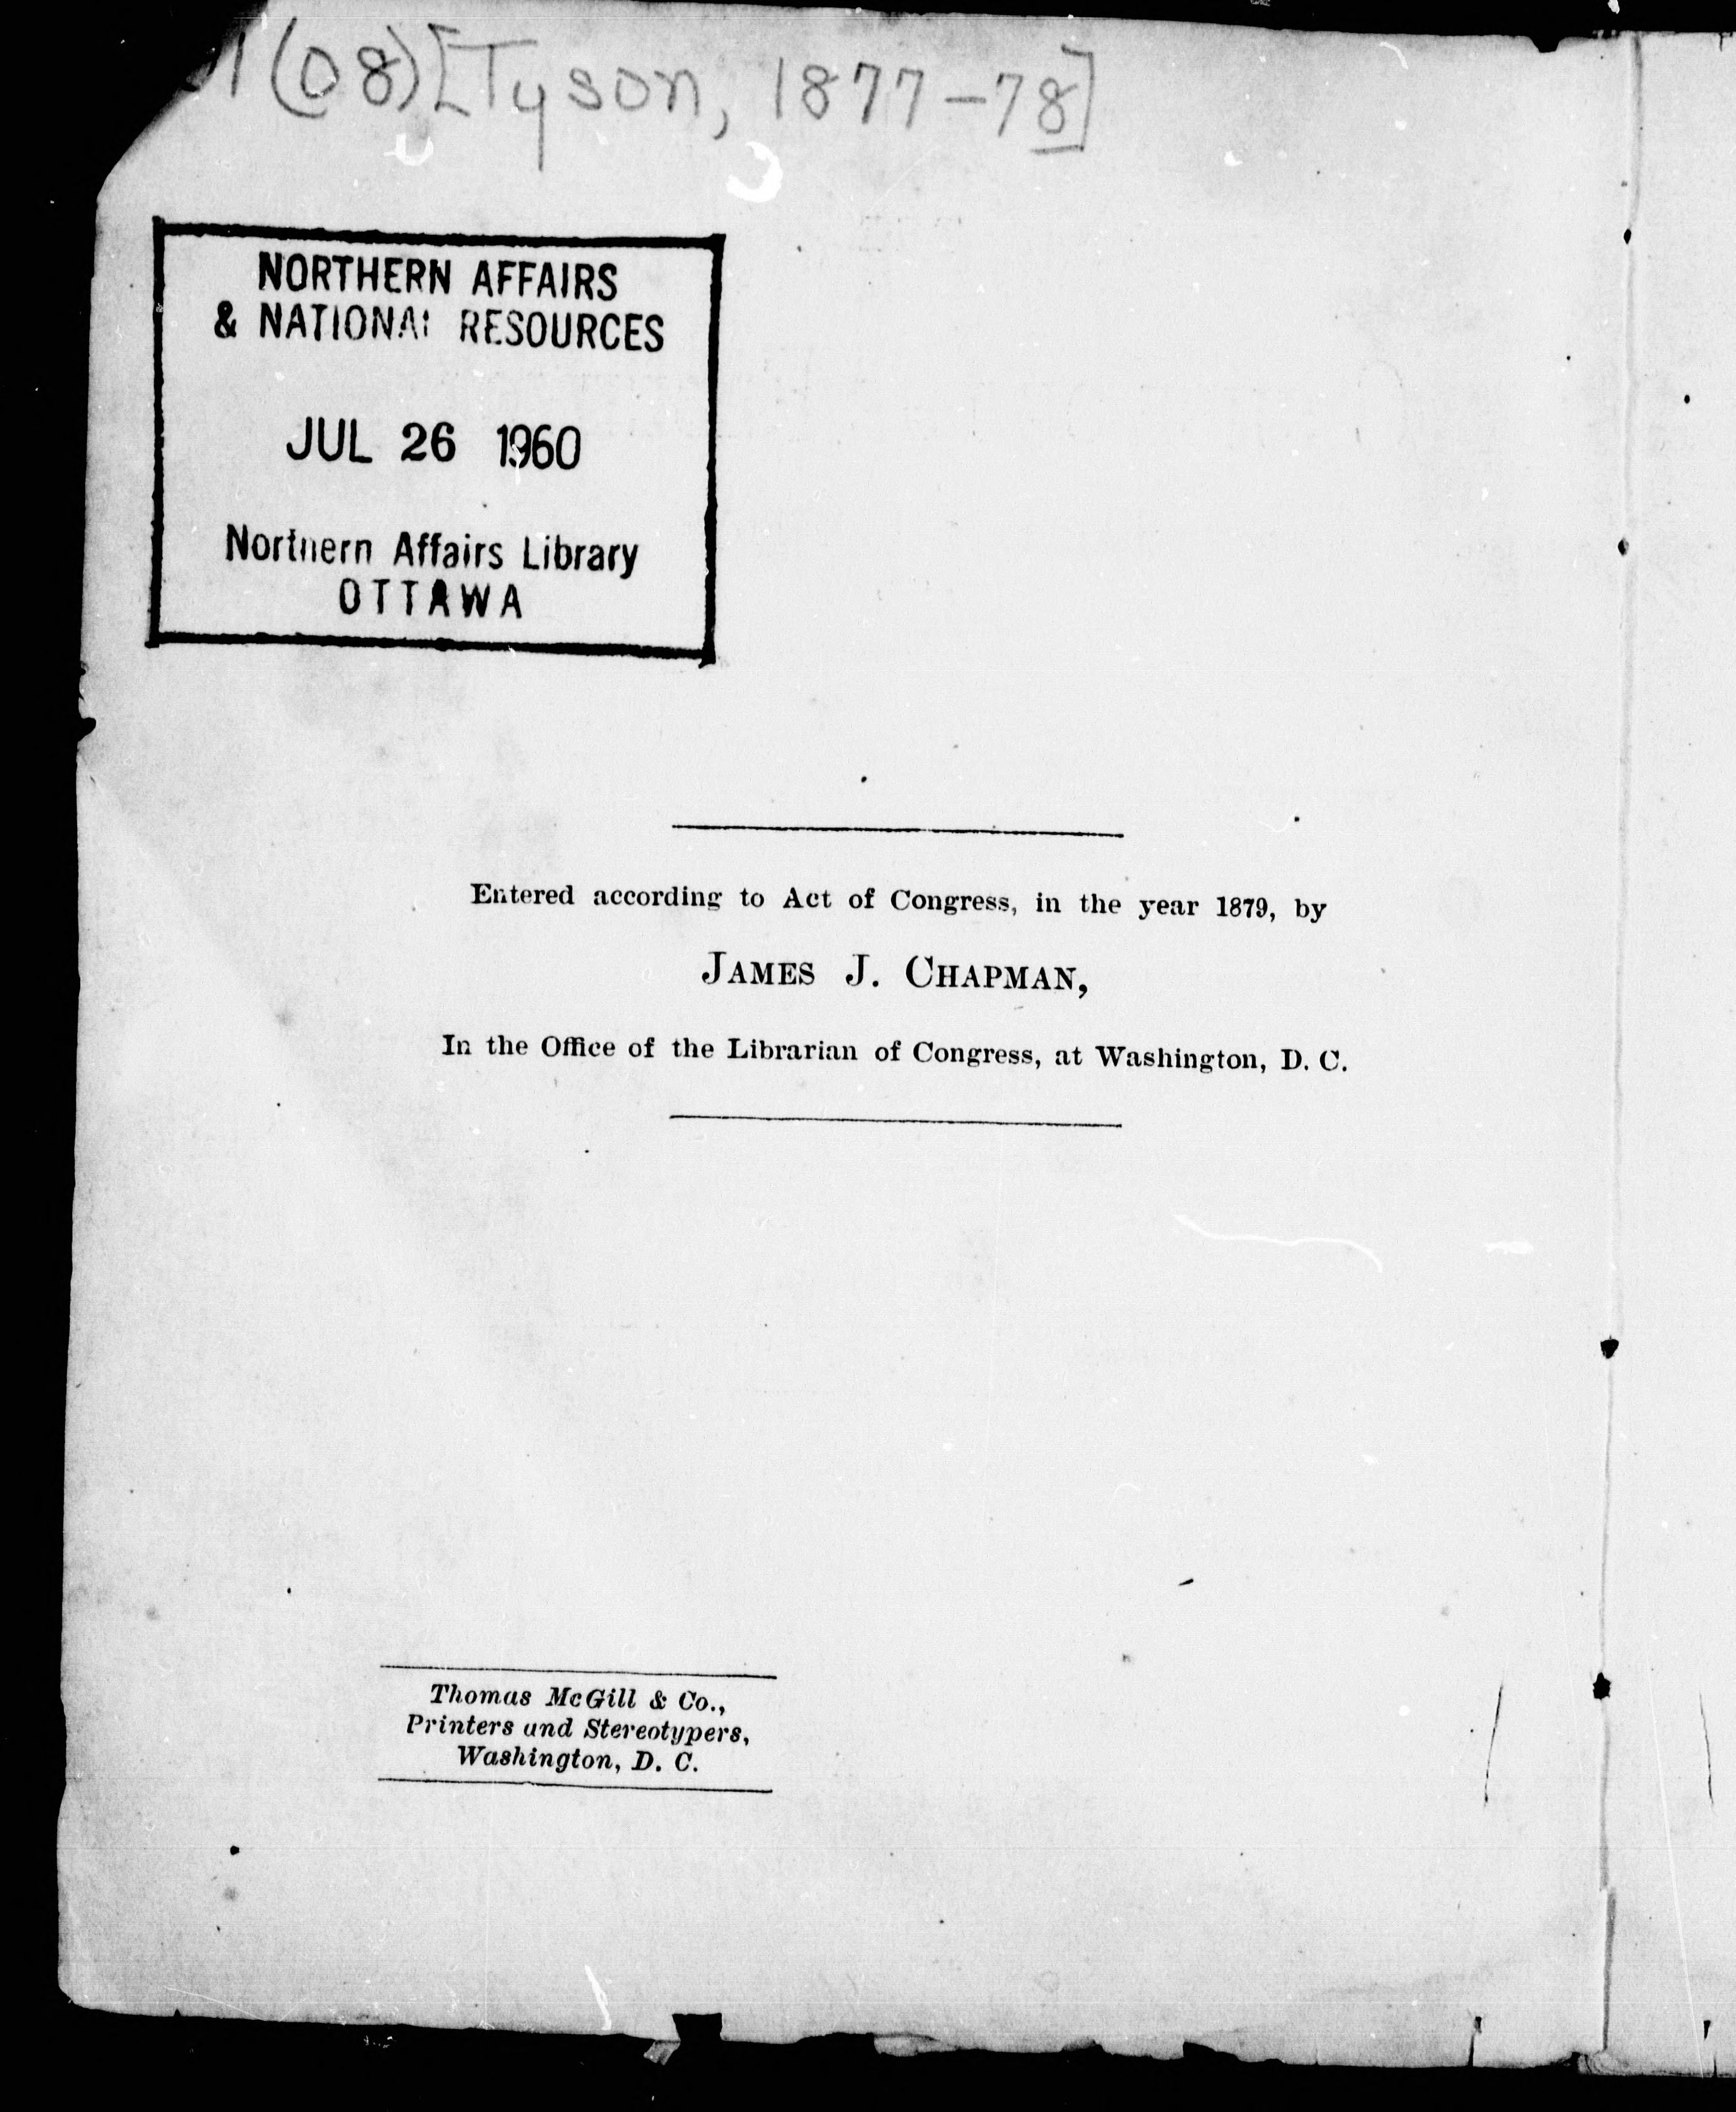 1(08)[Tyson, 1877-78]
NORTHERN AFFAIRS
& NATIONAL RESOURCES
JUL 26 1960
Northern Affairs Library
OTTAWA
Entered according to Act of Congress, in the year 1879, by
JAMES J. CHAPMAN,
In the Office of the Librarian of Congress, at Washington, D. C.
Thomas McGill & Co.,
Printers and Stereotypers,
Washington, D. C.